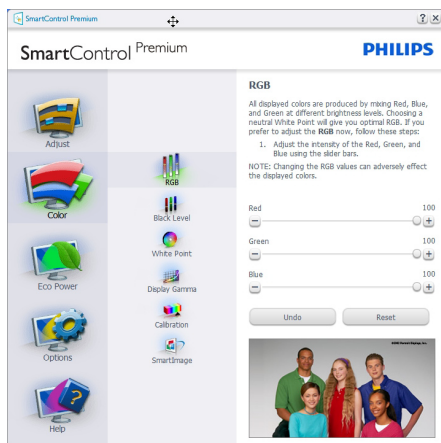 SmartControl Premium
? X
SmartControl Premium
PHILIPS
Adjust
Color
Eco Power
Options
Help
RGB
Black Level
White Point
Display Gamma
Calibration
SmartImage
RGB
All displayed colors are produced by mixing Red, Blue,
and Green at different brightness levels. Choosing a
neutral White Point will give you optimal RGB. If you
prefer to adjust the RGB now, follow these steps:
1. Adjust the intensity of the Red, Green, and
Blue using the slider bars.
NOTE: Changing the RGB values can adversely effect
the displayed colors.
Red 100
Green 100
Blue 100
Undo Reset